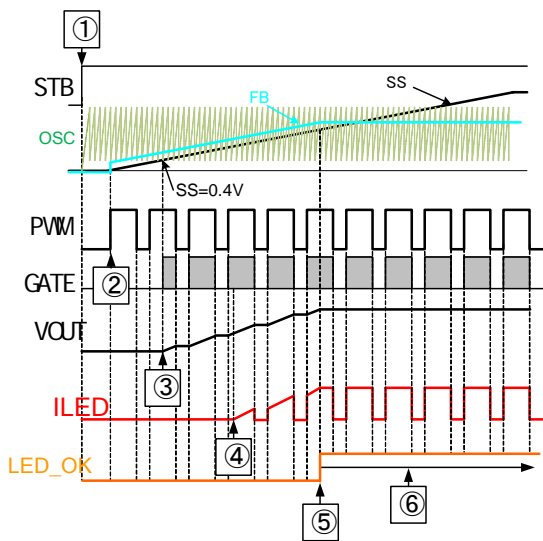 ①
STB
SS
FB
OSC
SS=0.4V
PWM
②
GATE
VOUT
③
ILED
④
LED_OK
⑤
⑥